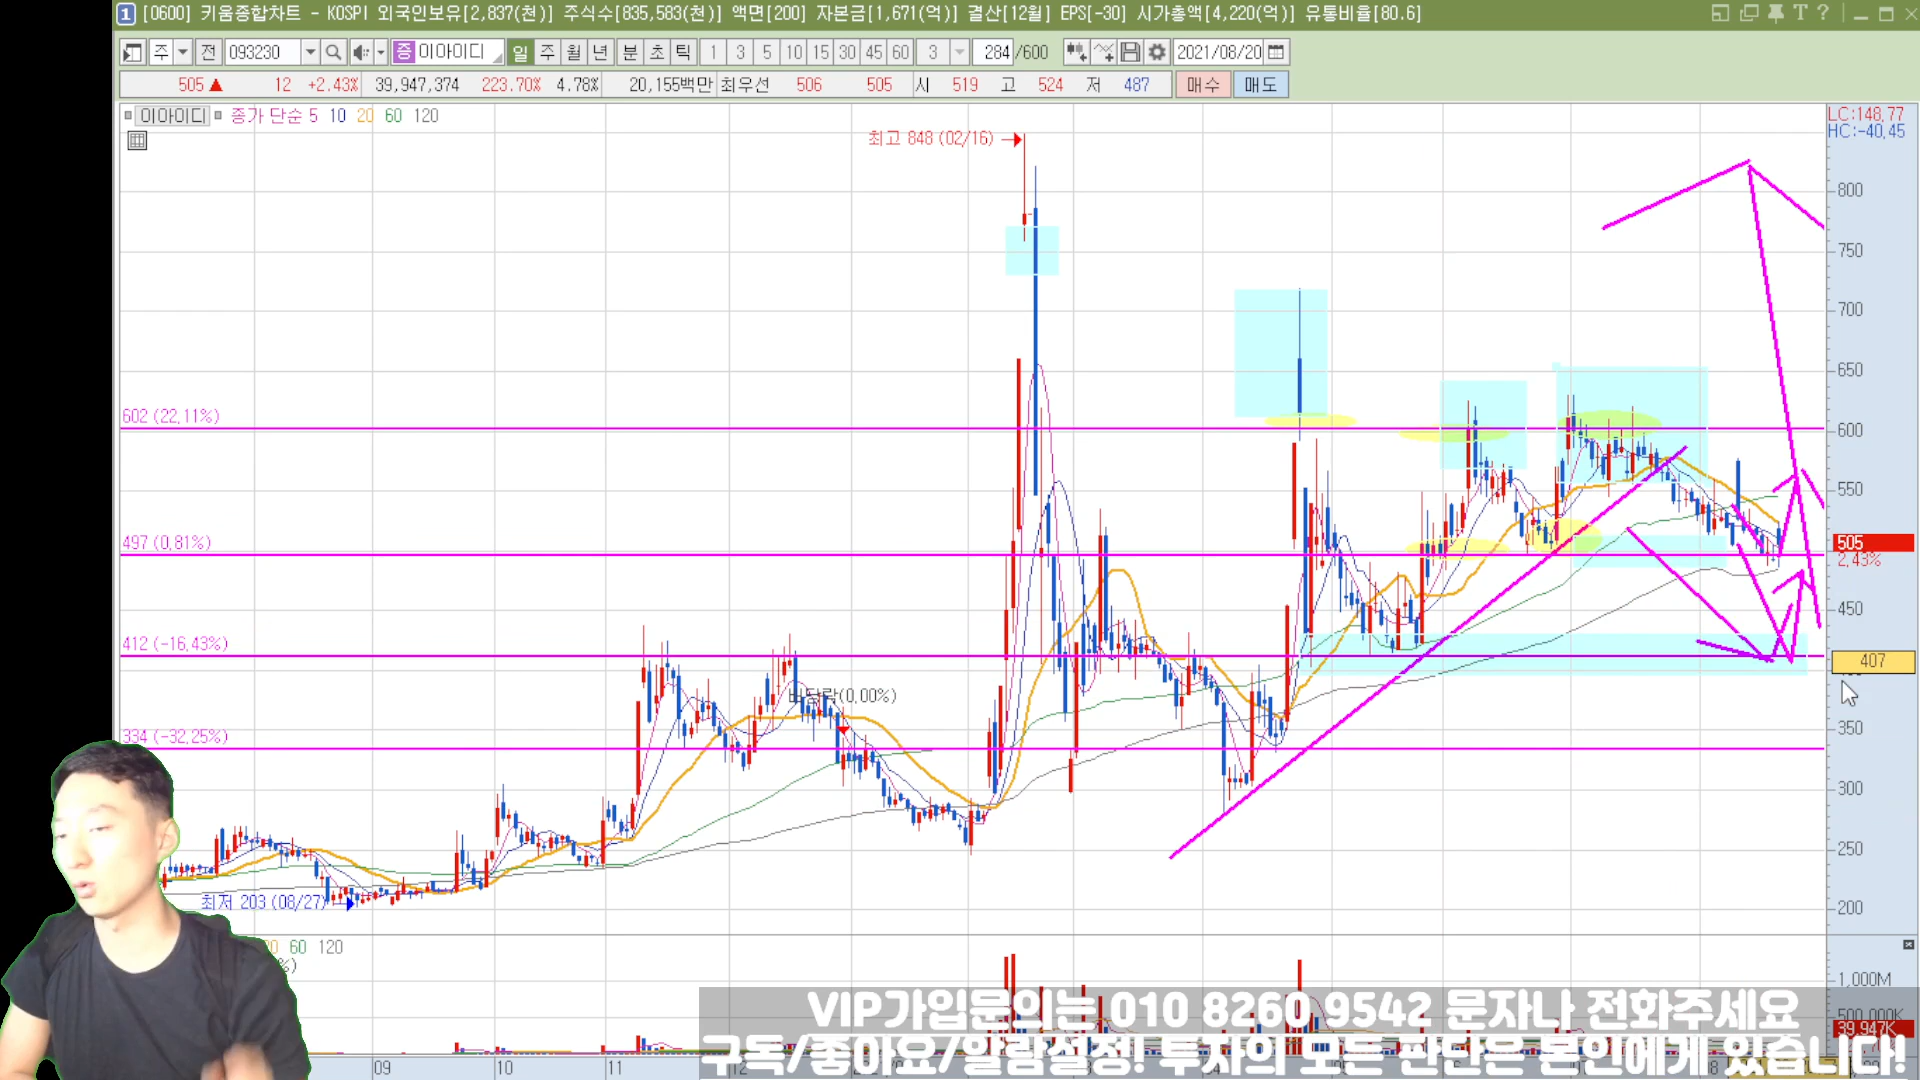 1 [0600] 키움종합차트 - KOSPI 외국인보유[2,837(천)] 주식수[835,583(천)] 액면[200] 자본금[1,671(억)] 결산[12월] EPS[-30] 시가총액[4,220(억)] 유통비율[80.6] T ?
주 전 093230 증 이아이디 일 주 월 년 분 초 틱 1 3 5 10 15 30 45 60 3 284 /600 2021/08/20
505 ▲ 12 +2.43% 39,947,374 223.70% 4.78% 20,155백만 최우선 506 505 시 519 고 524 저 487 매수 매도
이아이디 종가 단순 5 10 20 60 120
LC:148,77
HC:-40,45
최고 848 (02/16)
800
750
700
650
602 (22,11%)
600
550
497 (0,81%)
505
2,43%
450
412 (-16,43%)
407
(0,00%)
350
334 (-32,25%)
300
250
최저 203 (08/27)
200
60 120
1,000M
500,000K
39,947K
VIP가입문의는 010 8260 9542 문자나 전화주세요
구독/좋아요/알람설정! 투자의 모든 판단은 본인에게 있습니다!
09 10 11 12